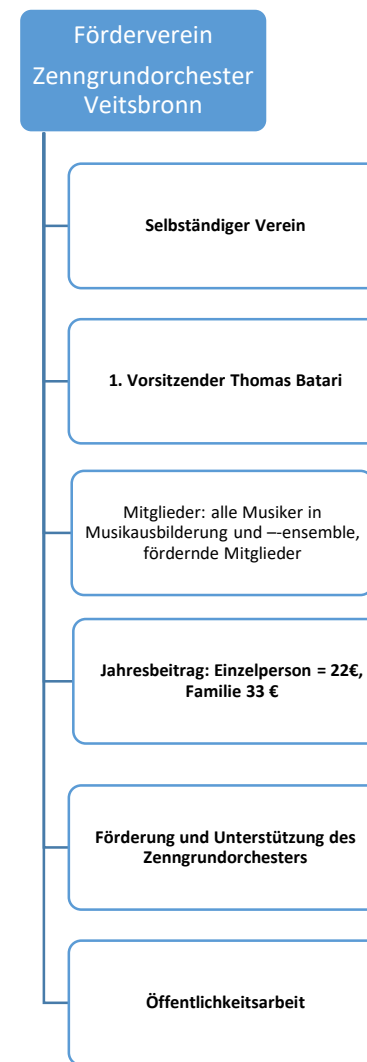 Förderverein
Zenngrundorchester
Veitsbronn
Selbständiger Verein
1. Vorsitzender Thomas Batari
Mitglieder: alle Musiker in
Musikausbilderung und –-ensemble,
fördernde Mitglieder
Jahresbeitrag: Einzelperson = 22€,
Familie 33 €
Förderung und Unterstützung des
Zenngrundorchesters
Öffentlichkeitsarbeit